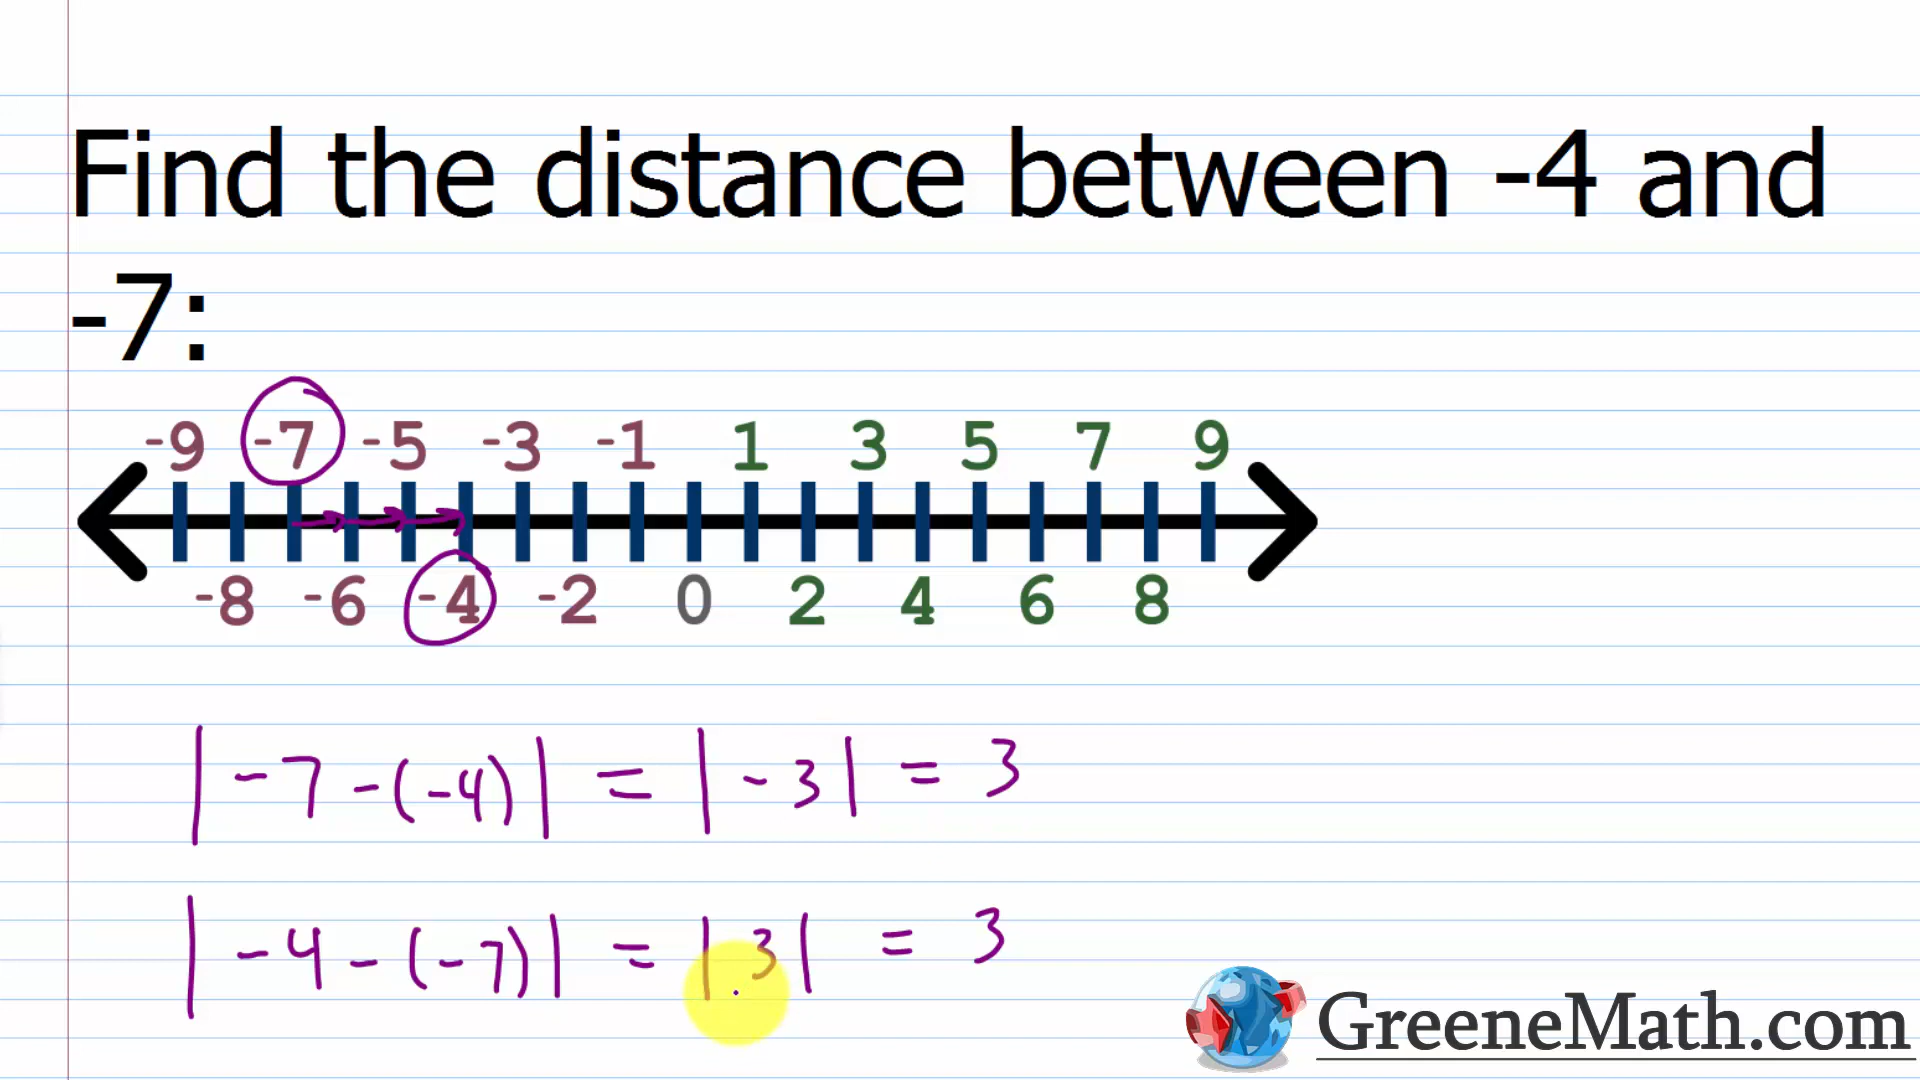 Find the distance between -4 and
-7:
-9 -7 -5 -3 -1 1 3 5 7 9
-8 -6 -4 -2 0 2 4 6 8
|-7-(-4)| = |-3| = 3
|-4-(-7)| = |3| = 3
GreeneMath.com